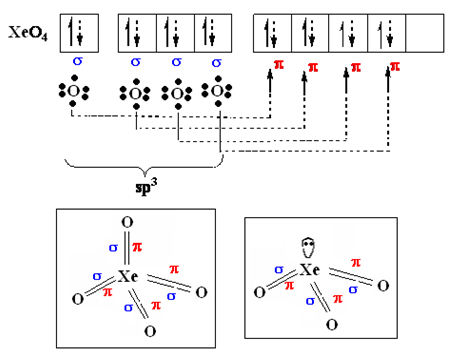 XeO₄
σ σ σ σ π π π π
O O O O
sp³
O
σ π
σ Xe π
O π σ π σ O
O
Xe
σ π
O π σ π σ O
O